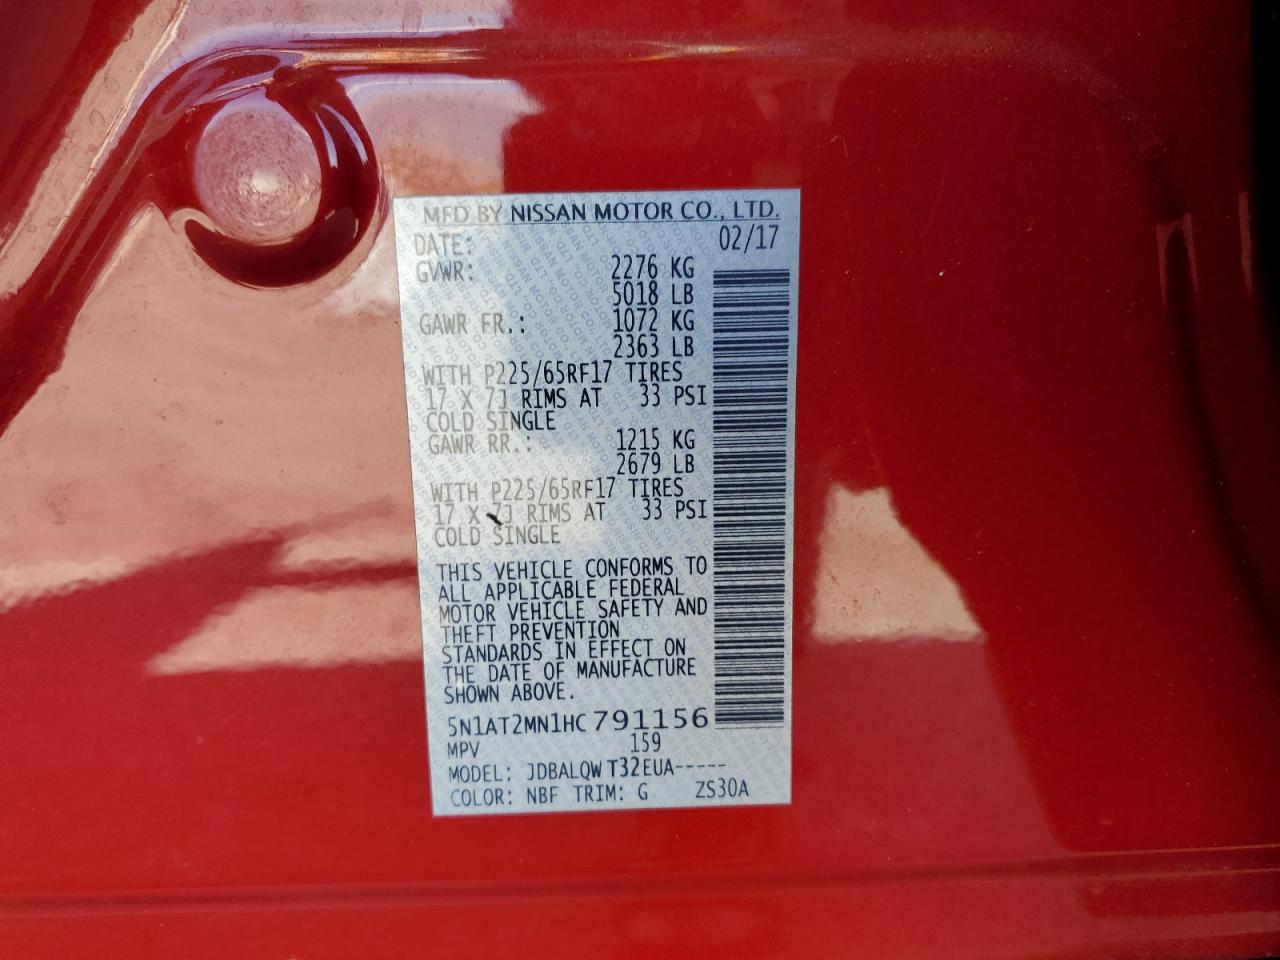 MFD BY NISSAN MOTOR CO., LTD.
DATE: 02/17
GVWR: 2276 KG
5018 LB
GAWR FR.: 1072 KG
2363 LB
WITH P225/65RF17 TIRES
17 X 7J RIMS AT 33 PSI
COLD SINGLE
GAWR RR.: 1215 KG
2679 LB
WITH P225/65RF17 TIRES
17 X 7J RIMS AT 33 PSI
COLD SINGLE
THIS VEHICLE CONFORMS TO
ALL APPLICABLE FEDERAL
MOTOR VEHICLE SAFETY AND
THEFT PREVENTION
STANDARDS IN EFFECT ON
THE DATE OF MANUFACTURE
SHOWN ABOVE.
5N1AT2MN1HC791156
MPV 159
MODEL: JDBALQW T32EUA-----
COLOR: NBF TRIM: G ZS30A